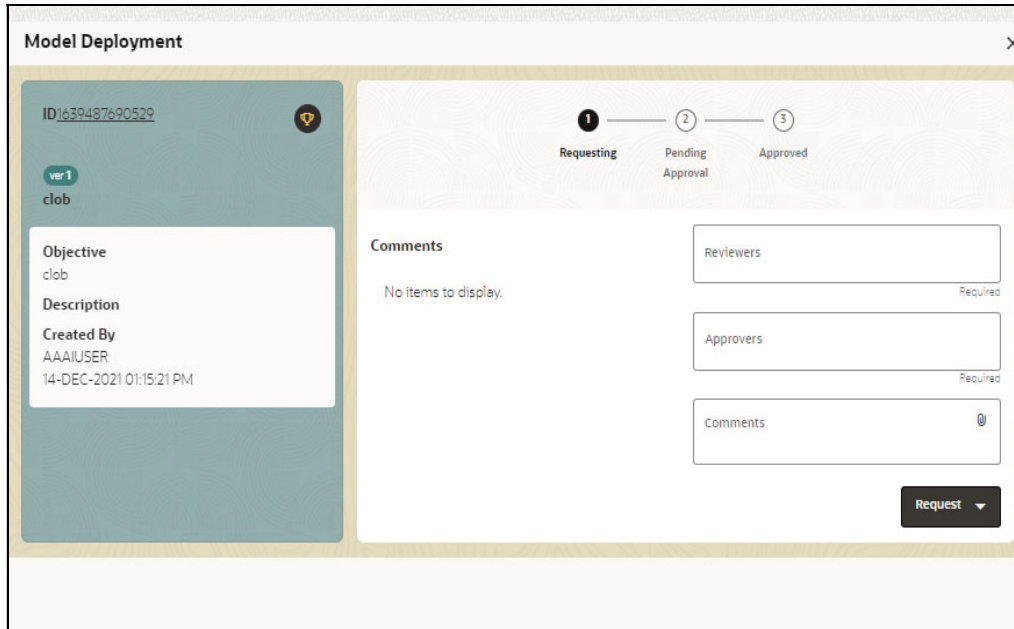 Model Deployment
ID1639487690529
ver 1
clob
Objective
clob
Description
Created By
AAAIUSER
14-DEC-2021 01:15:21 PM
1
2
3
Requesting
Pending
Approval
Approved
Comments
No items to display.
Reviewers
Required
Approvers
Required
Comments
Request